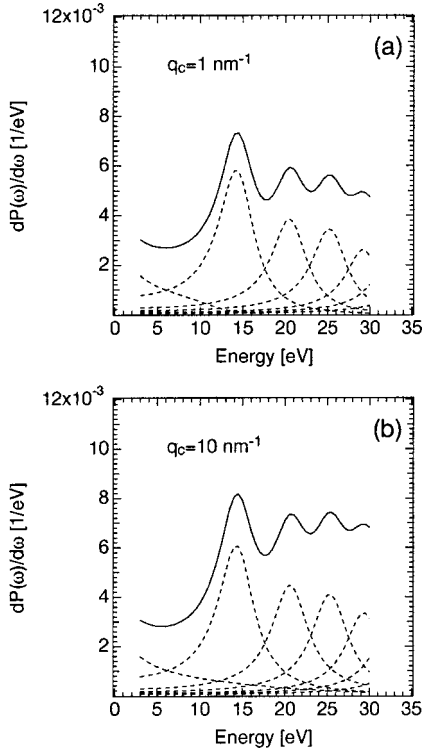 12x10⁻³
(a)
q_c=1 nm⁻¹
10
8
6
4
2
dP(ω)/dω [1/eV]
0 5 10 15 20 25 30 35
Energy [eV]
12x10⁻³
(b)
q_c=10 nm⁻¹
10
8
6
4
2
dP(ω)/dω [1/eV]
0 5 10 15 20 25 30 35
Energy [eV]